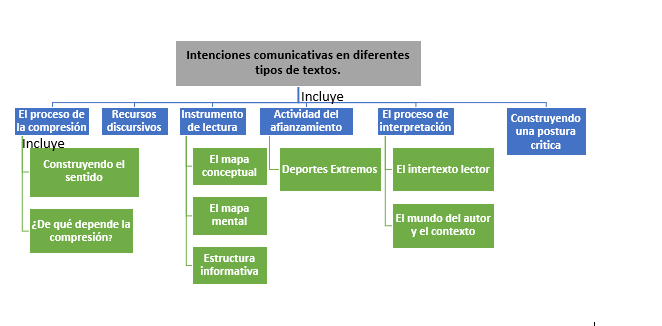 Intenciones comunicativas en diferentes
tipos de textos.
Incluye
El proceso de
la compresión
Recursos
discursivos
Instrumento
de lectura
Actividad del
afianzamiento
El proceso de
interpretación
Construyendo
una postura
critica
Incluye
Construyendo el
sentido
¿De qué depende la
compresión?
El mapa
conceptual
El mapa
mental
Estructura
informativa
Deportes Extremos
El intertexto lector
El mundo del autor
y el contexto